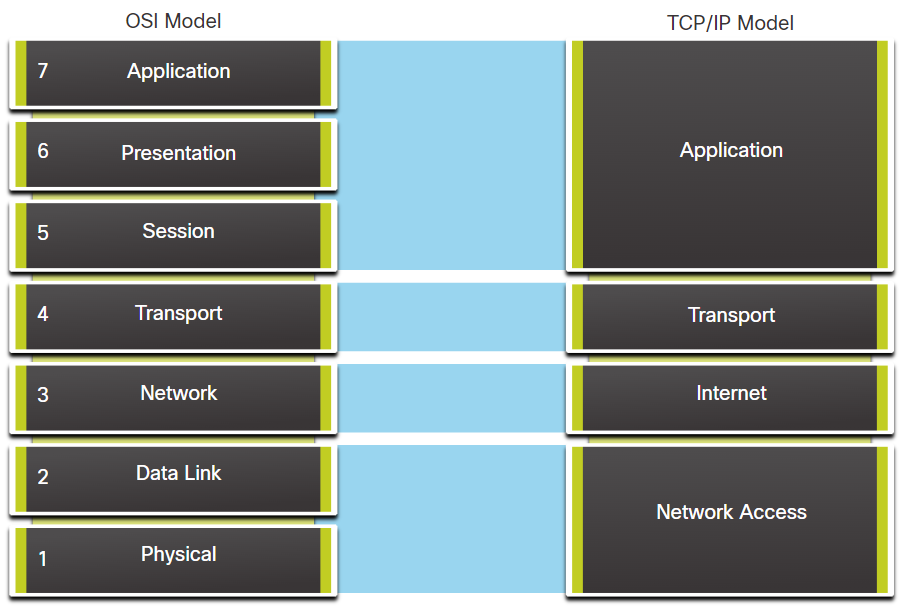 OSI Model
TCP/IP Model
7 Application
6 Presentation
5 Session
Application
4 Transport
Transport
3 Network
Internet
2 Data Link
1 Physical
Network Access